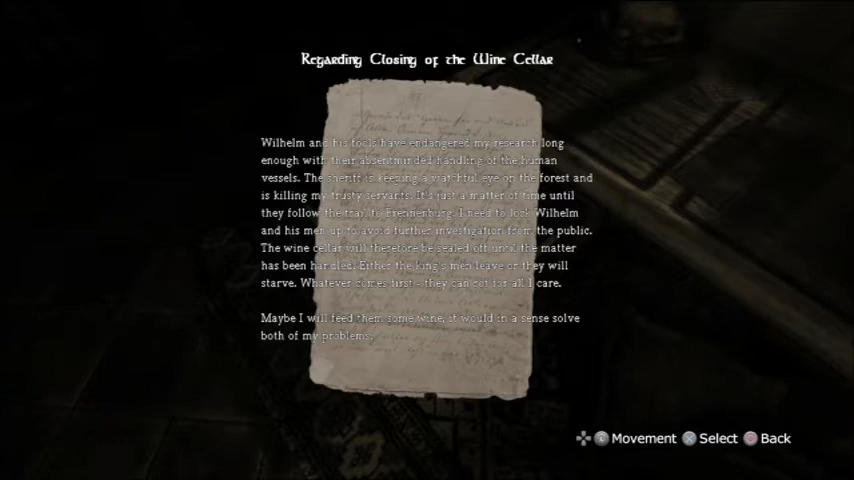 Regarding Closing of the Wine Cellar
Wilhelm and his fools have endangered my research long
enough with their absentminded handling of the human
vessels. The sheriff is keeping a watchful eye on the forest and
is killing my trusty servants. It's just a matter of time until
they follow the trail to Brennenburg. I need to lock Wilhelm
and his men up to avoid further investigation from the public.
The wine cellar will therefore be sealed off until the matter
has been handled. Either the king's men leave or they will
starve. Whatever comes first - they can rot for all I care.
Maybe I will feed them some wine, it would in a sense solve
both of my problems.
Movement Select Back